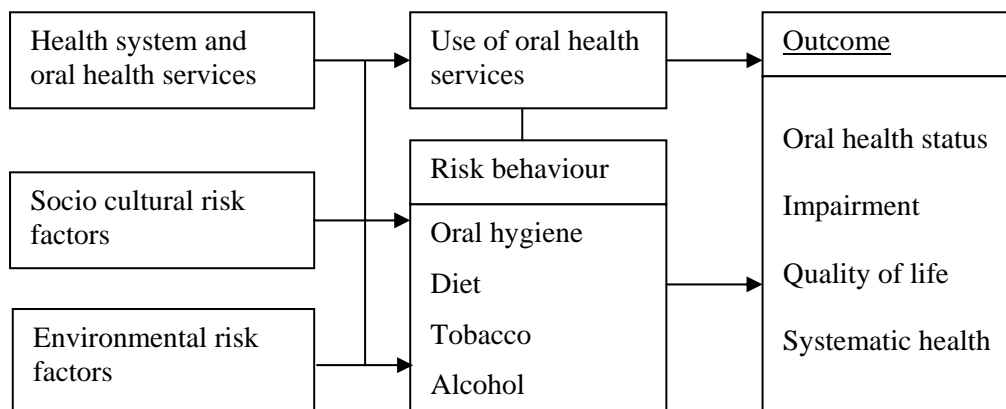 Health system and
oral health services
Socio cultural risk
factors
Environmental risk
factors
Use of oral health
services
Risk behaviour
Oral hygiene
Diet
Tobacco
Alcohol
Outcome
Oral health status
Impairment
Quality of life
Systematic health